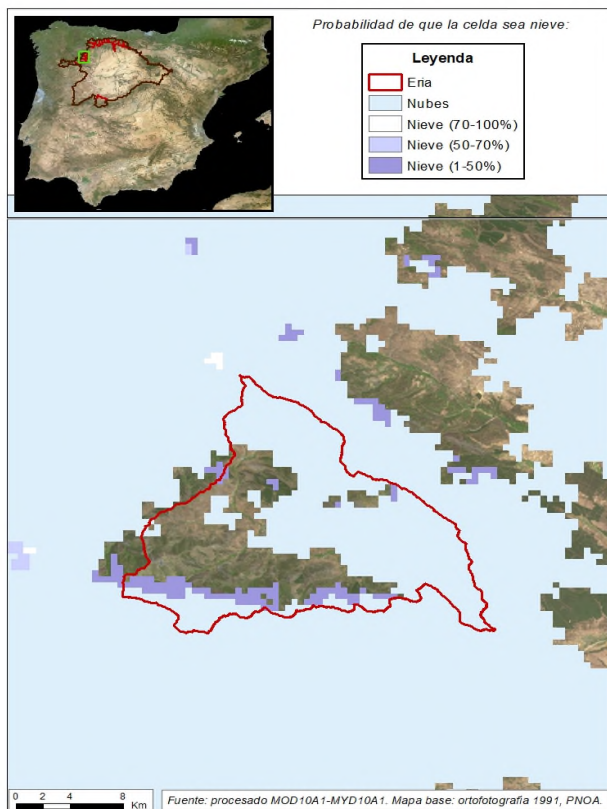 Probabilidad de que la celda sea nieve:
Leyenda
Eria
Nubes
Nieve (70-100%)
Nieve (50-70%)
Nieve (1-50%)
0 2 4 8
Km
Fuente: procesado MOD10A1-MYD10A1. Mapa base: ortofotografía 1991, PNOA